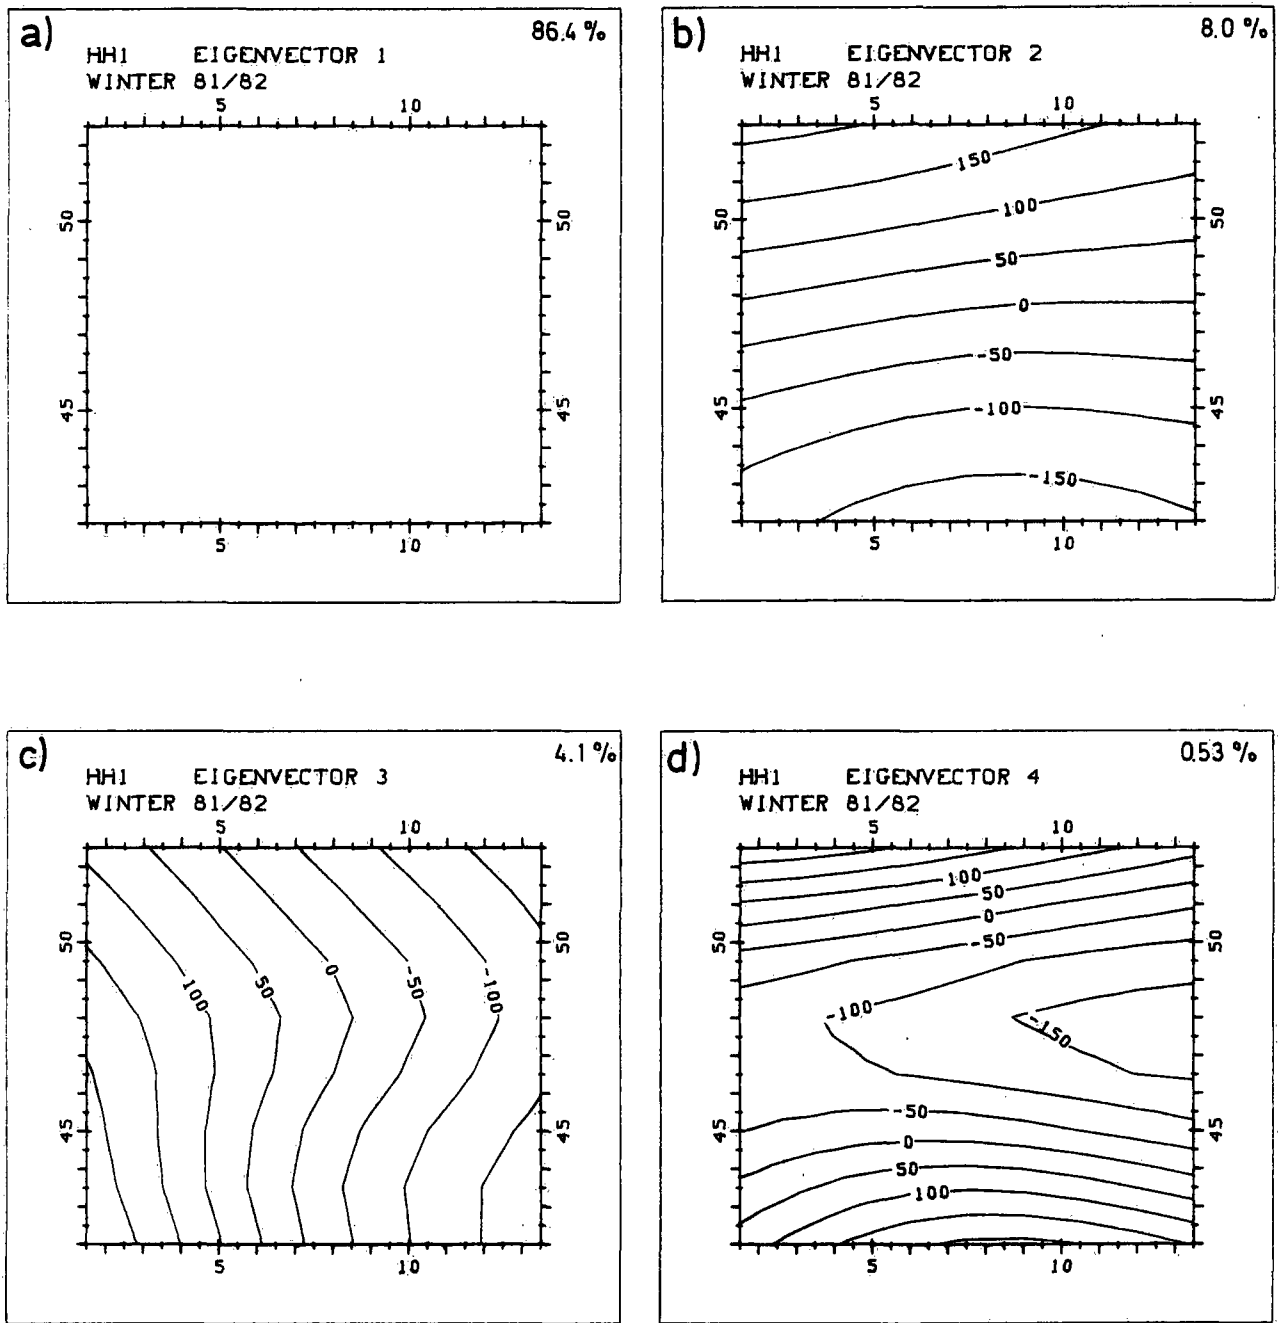 a) 86.4 %
HH1 EIGENVECTOR 1
WINTER 81/82
5 10
50 50
45 45
5 10
b) 8.0 %
HH1 EIGENVECTOR 2
WINTER 81/82
5 10
150
50 100 50
50
0
-50
45 -100 45
-150
5 10
c) 4.1 %
HH1 EIGENVECTOR 3
WINTER 81/82
5 10
50 50
100 50 0 -50 -100
45 45
5 10
d) 0.53 %
HH1 EIGENVECTOR 4
WINTER 81/82
5 10
100
50
0
50 -50 50
-100
-150
-50
45 0 45
50
100
5 10